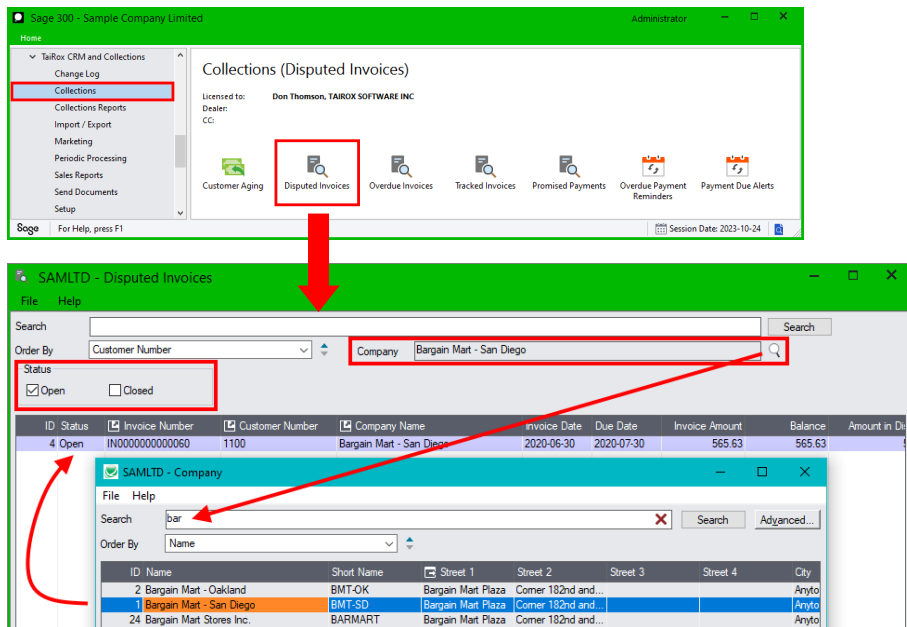 Sage 300 - Sample Company Limited
Administrator
Home
TaiRox CRM and Collections
Change Log
Collections
Collections Reports
Import / Export
Marketing
Periodic Processing
Sales Reports
Send Documents
Setup
Collections (Disputed Invoices)
Licensed to: Don Thomson, TAIROX SOFTWARE INC
Dealer:
CC:
Customer Aging Disputed Invoices Overdue Invoices Tracked Invoices Promised Payments Overdue Payment Reminders Payment Due Alerts
Sage For Help, press F1 Session Date: 2023-10-24
SAMLTD - Disputed Invoices
File Help
Search Search
Order By Customer Number Company Bargain Mart - San Diego
Status
Open Closed
ID Status Invoice Number Customer Number Company Name Invoice Date Due Date Invoice Amount Balance Amount in
4 Open IN0000000000060 1100 Bargain Mart - San Diego 2020-06-30 2020-07-30 565.63 565.63
SAMLTD - Company
File Help
Search bar Search Advanced...
Order By Name
ID Name Short Name Street 1 Street 2 Street 3 Street 4 City
2 Bargain Mart - Oakland BMT-OK Bargain Mart Plaza Corner 182nd and... Anyto
1 Bargain Mart - San Diego BMT-SD Bargain Mart Plaza Corner 182nd and... Anyto
24 Bargain Mart Stores Inc. BARMART Bargain Mart Plaza Corner 182nd and... Anyto